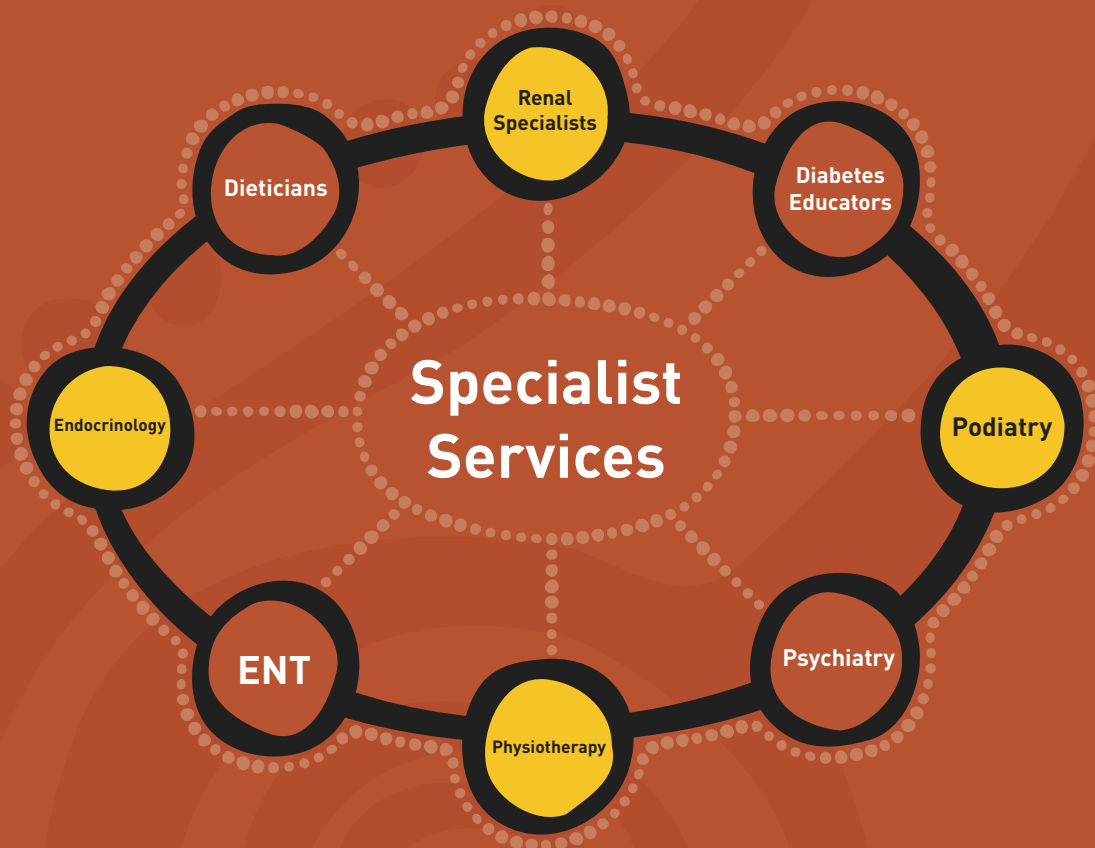 Renal
Specialists
Dieticians
Diabetes
Educators
Specialist
Services
Endocrinology
Podiatry
ENT
Psychiatry
Physiotherapy